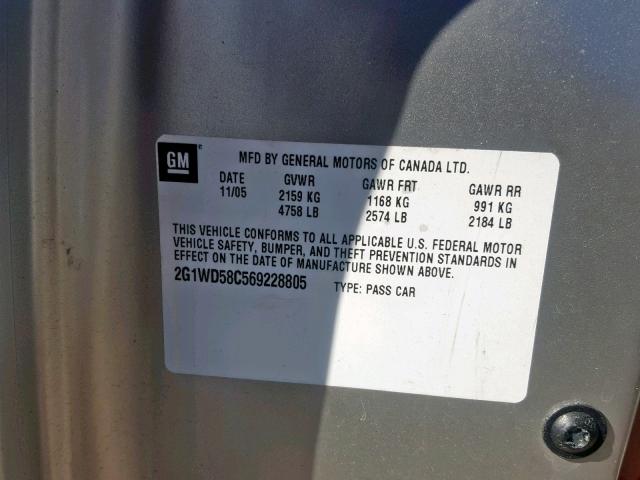 GM
MFD BY GENERAL MOTORS OF CANADA LTD.
DATE GVWR GAWR FRT GAWR RR
11/05 2159 KG 1168 KG 991 KG
4758 LB 2574 LB 2184 LB
THIS VEHICLE CONFORMS TO ALL APPLICABLE U.S. FEDERAL MOTOR
VEHICLE SAFETY, BUMPER, AND THEFT PREVENTION STANDARDS IN
EFFECT ON THE DATE OF MANUFACTURE SHOWN ABOVE.
2G1WD58C569228805 TYPE: PASS CAR